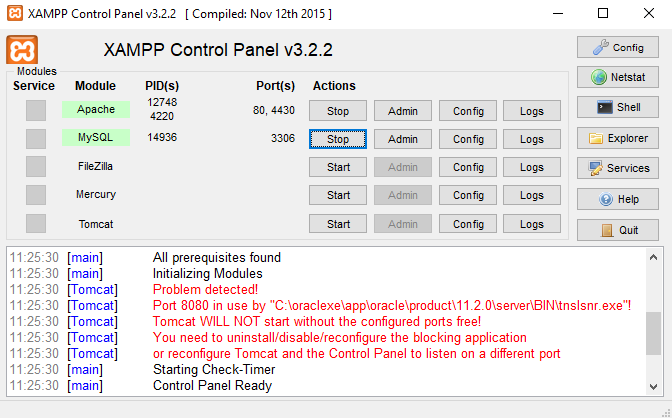 XAMPP Control Panel v3.2.2 [ Compiled: Nov 12th 2015 ]
XAMPP Control Panel v3.2.2
Config
Modules
Service Module PID(s) Port(s) Actions
Netstat
Apache 12748 4220 80, 4430 Stop Admin Config Logs
Shell
MySQL 14936 3306 Stop Admin Config Logs
Explorer
FileZilla Start Admin Config Logs
Services
Mercury Start Admin Config Logs
Help
Tomcat Start Admin Config Logs
Quit
11:25:30 [main] All prerequisites found
11:25:30 [main] Initializing Modules
11:25:30 [Tomcat] Problem detected!
11:25:30 [Tomcat] Port 8080 in use by "C:\oraclexe\app\oracle\product\11.2.0\server\BIN\tnslsnr.exe"!
11:25:30 [Tomcat] Tomcat WILL NOT start without the configured ports free!
11:25:30 [Tomcat] You need to uninstall/disable/reconfigure the blocking application
11:25:30 [Tomcat] or reconfigure Tomcat and the Control Panel to listen on a different port
11:25:30 [main] Starting Check-Timer
11:25:30 [main] Control Panel Ready